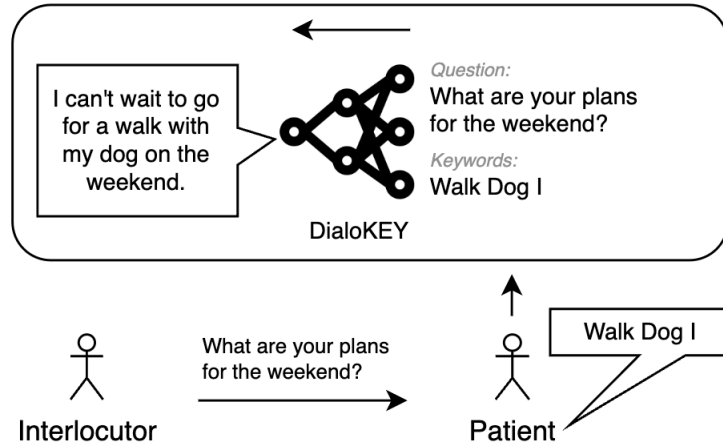 I can't wait to go
for a walk with
my dog on the
weekend.
Question:
What are your plans
for the weekend?
Keywords:
Walk Dog I
DialoKEY
What are your plans
for the weekend?
Walk Dog I
Interlocutor
Patient